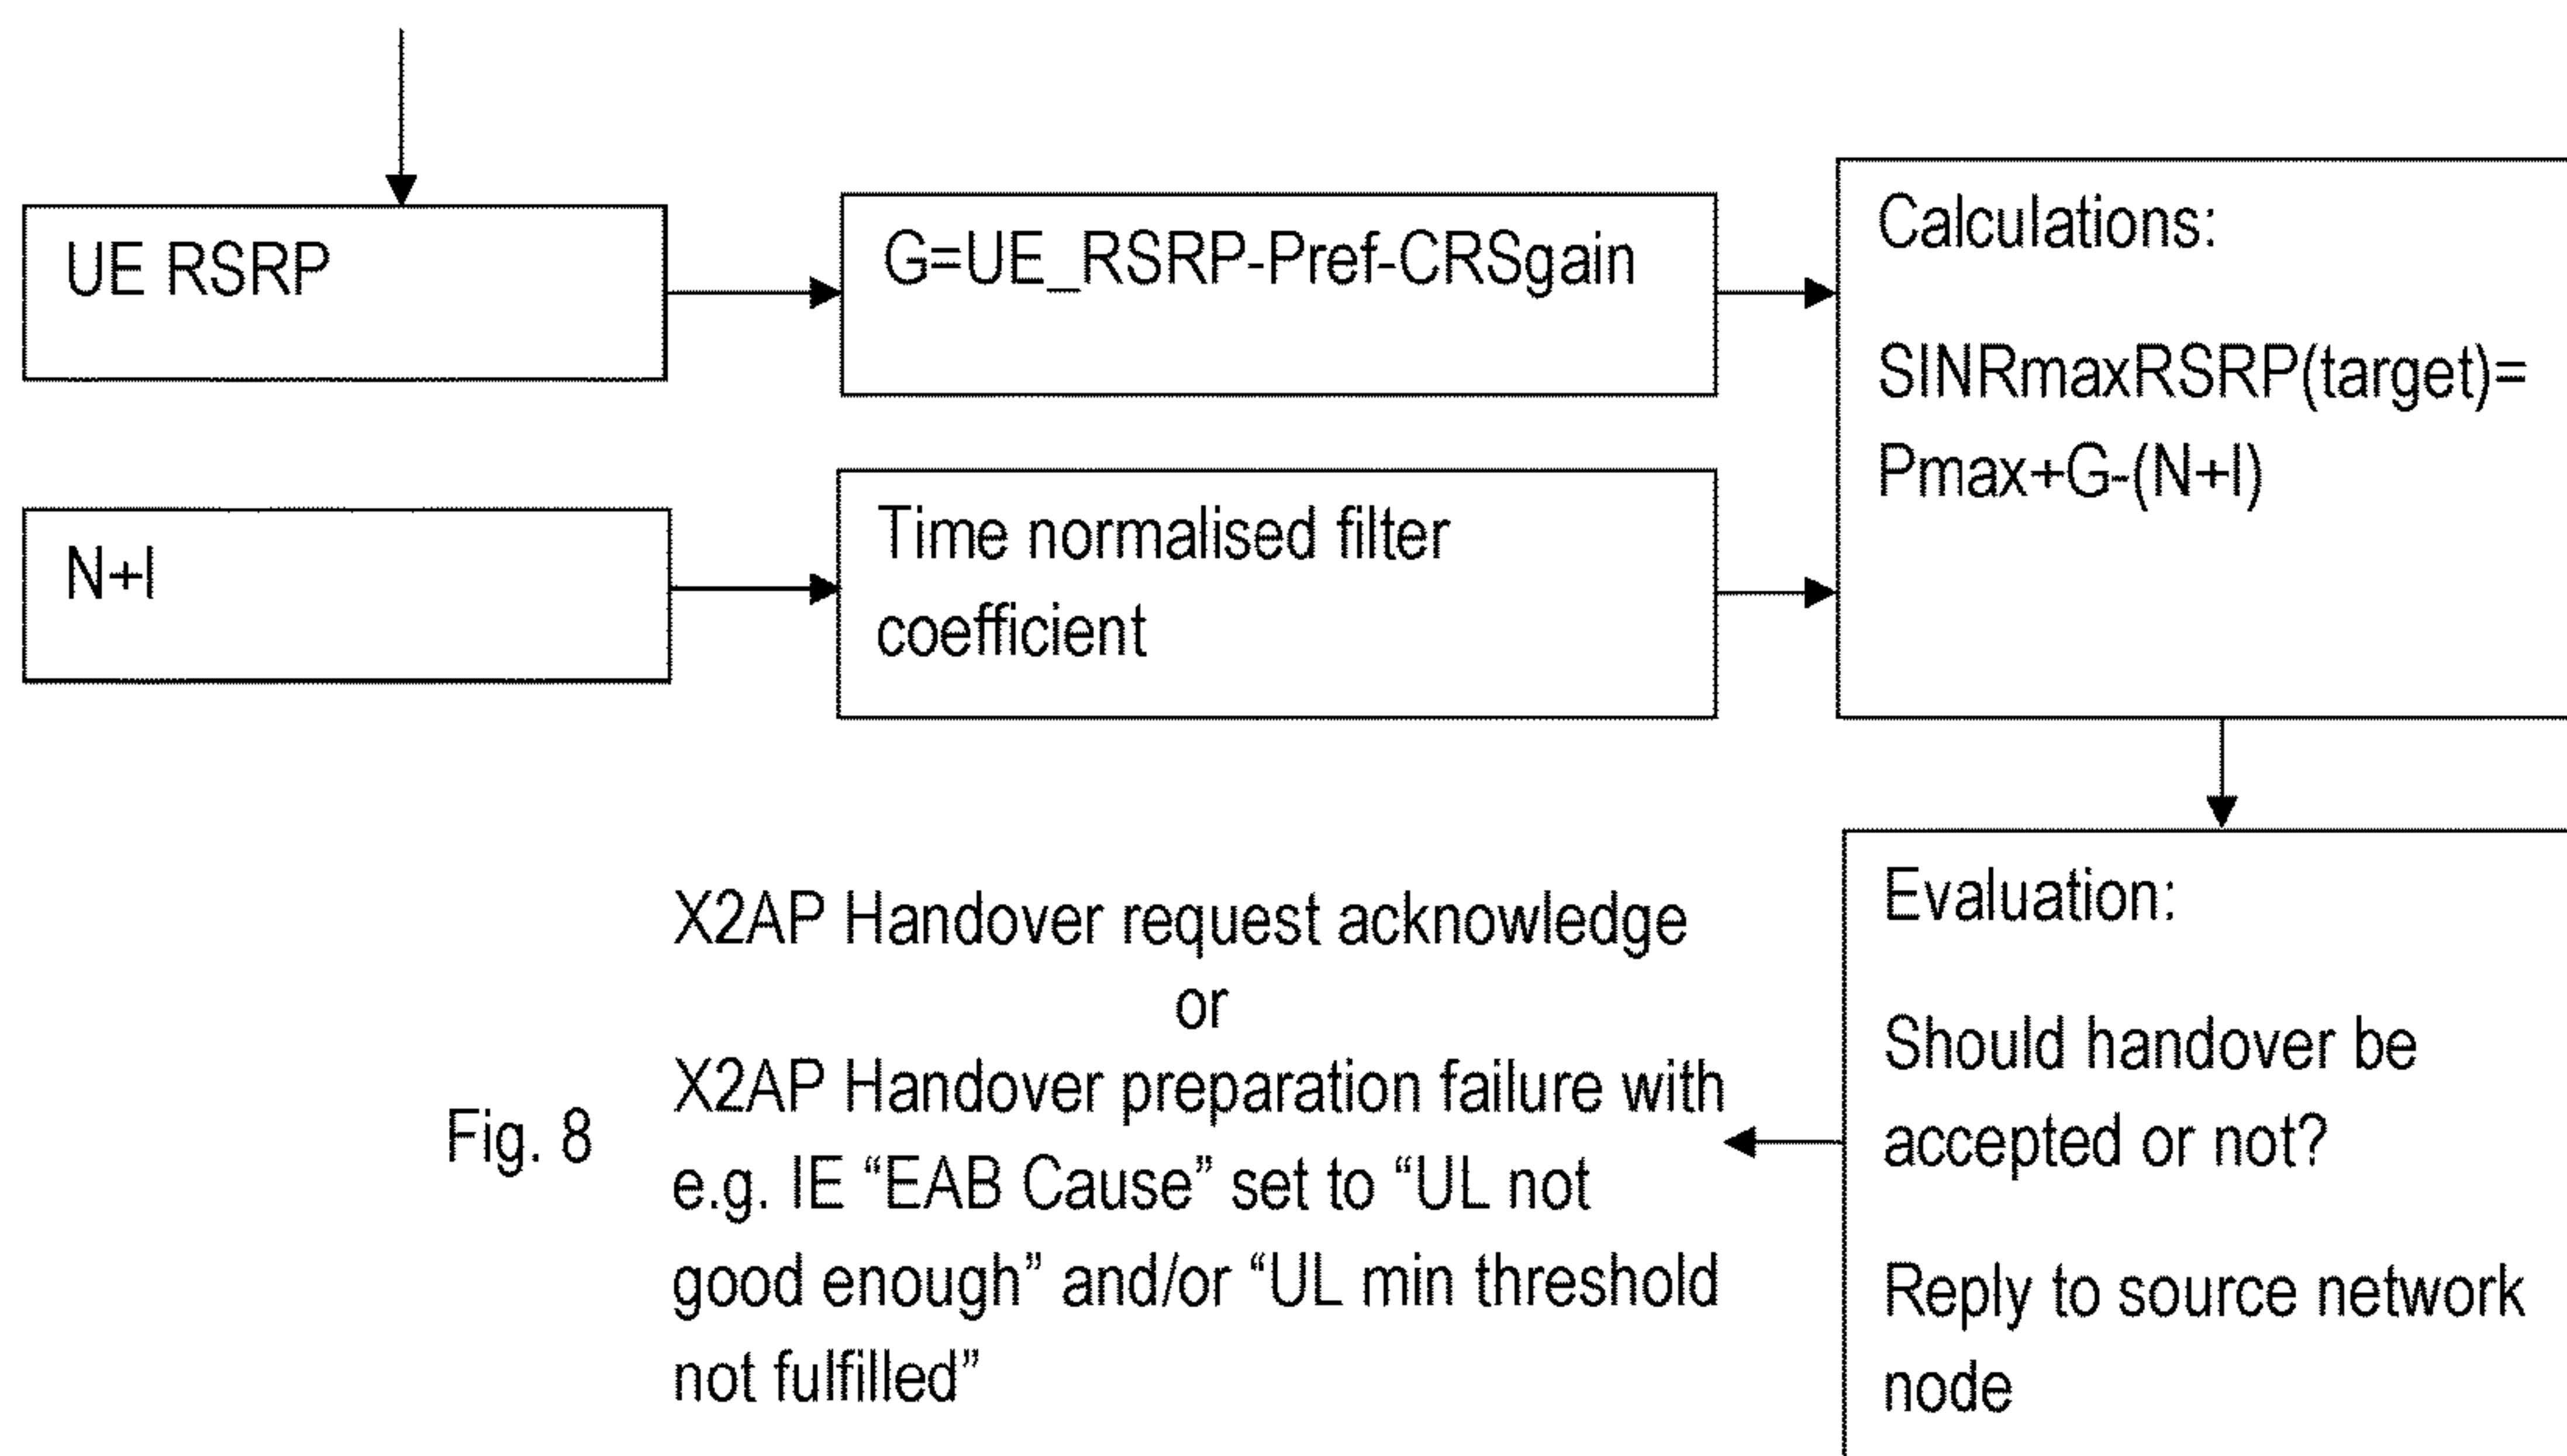 UE RSRP
G=UE_RSRP-Pref-CRSgain
Calculations:
SINRmaxRSRP(target)=
Pmax+G-(N+I)
N+I
Time normalised filter
coefficient
Evaluation:
Should handover be
accepted or not?
Reply to source network
node
X2AP Handover request acknowledge
or
X2AP Handover preparation failure with
e.g. IE “EAB Cause” set to “UL not
good enough” and/or “UL min threshold
not fulfilled”
Fig. 8